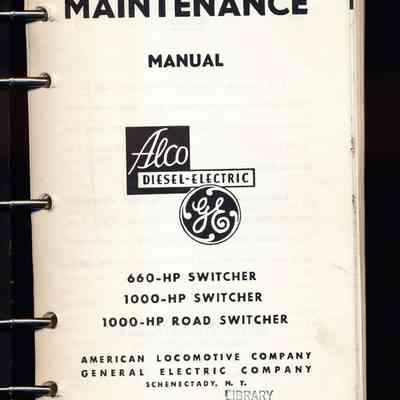 MAINTENANCE
MANUAL
Alco
DIESEL-ELECTRIC
GE
660-HP SWITCHER
1000-HP SWITCHER
1000-HP ROAD SWITCHER
AMERICAN LOCOMOTIVE COMPANY
GENERAL ELECTRIC COMPANY
SCHENECTADY, N. Y.
LIBRARY